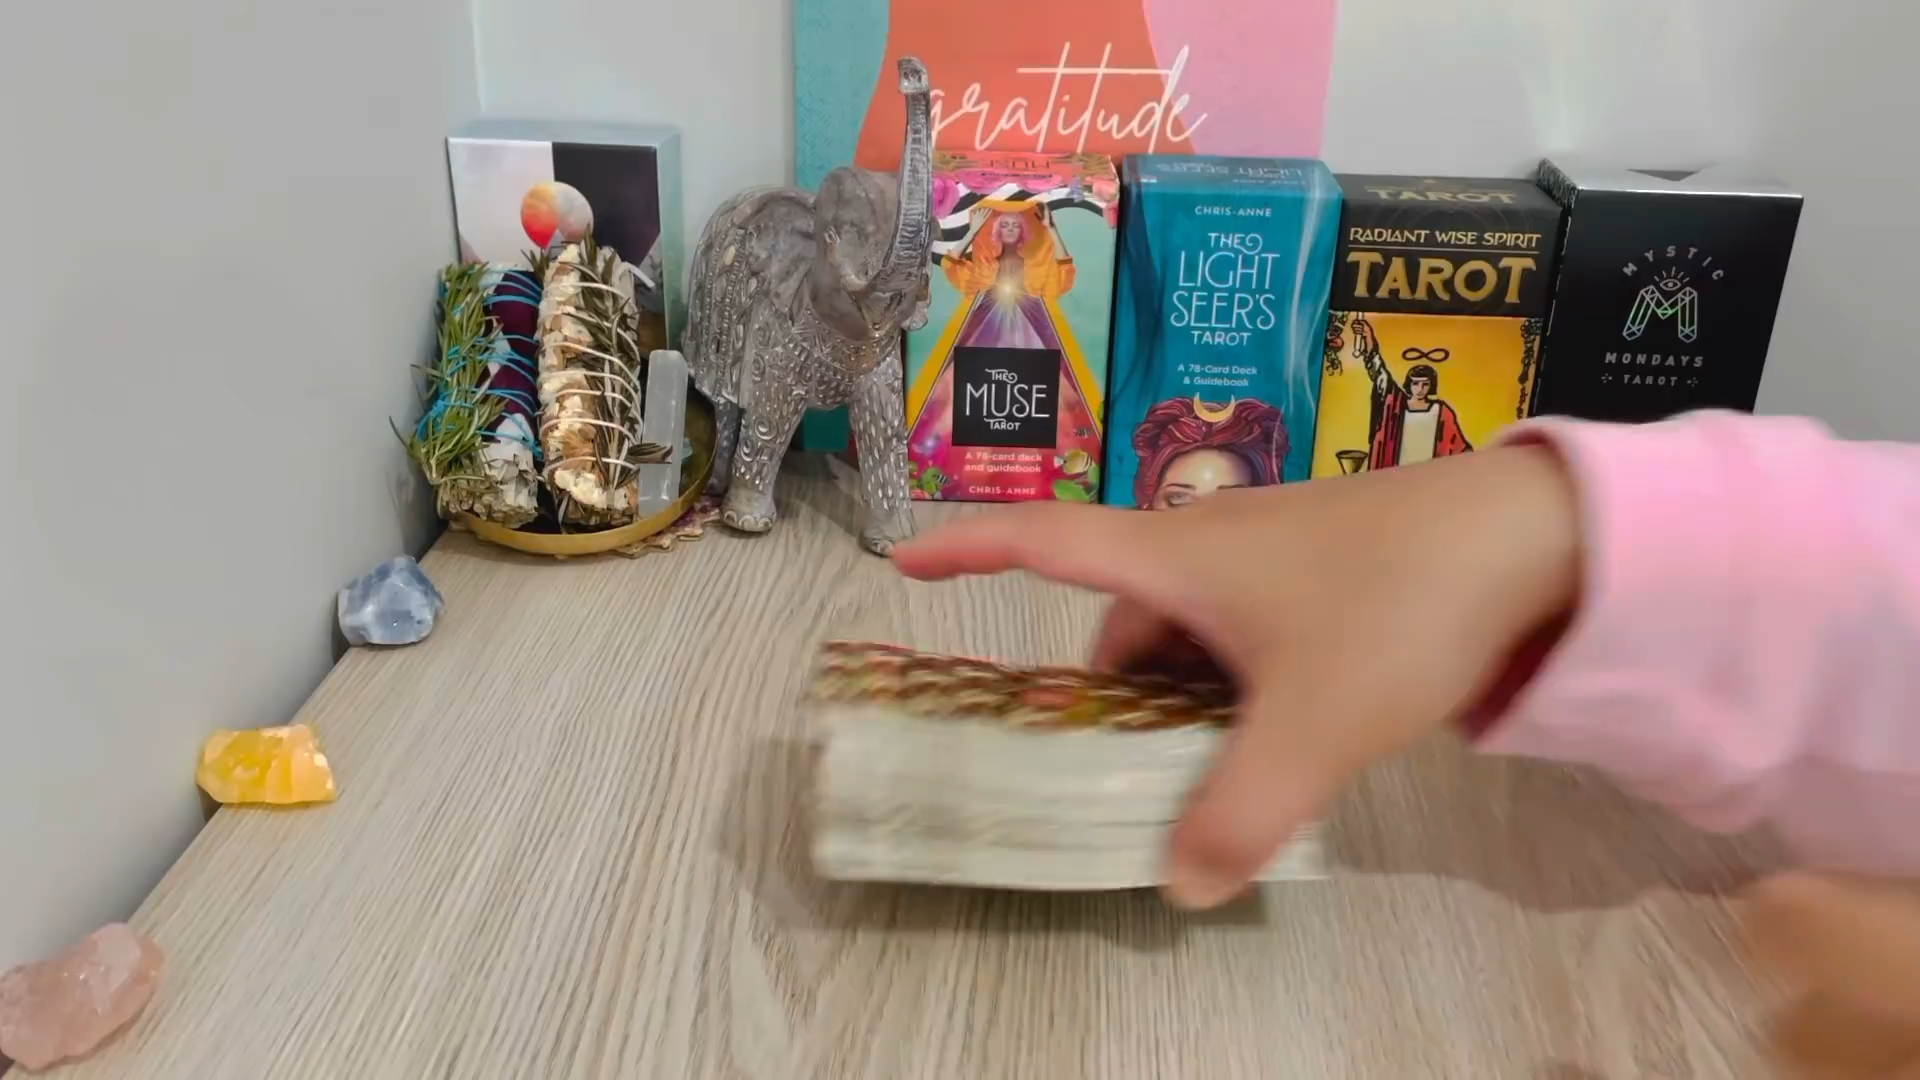 gratitude
THE
MUSE
TAROT
A 78-card deck
and guidebook
CHRIS-ANNE
CHRIS-ANNE
THE
LIGHT
SEER'S
TAROT
A 78-Card Deck
& Guidebook
TAROT
RADIANT WISE SPIRIT
TAROT
MYSTIC
M
MONDAYS
TAROT